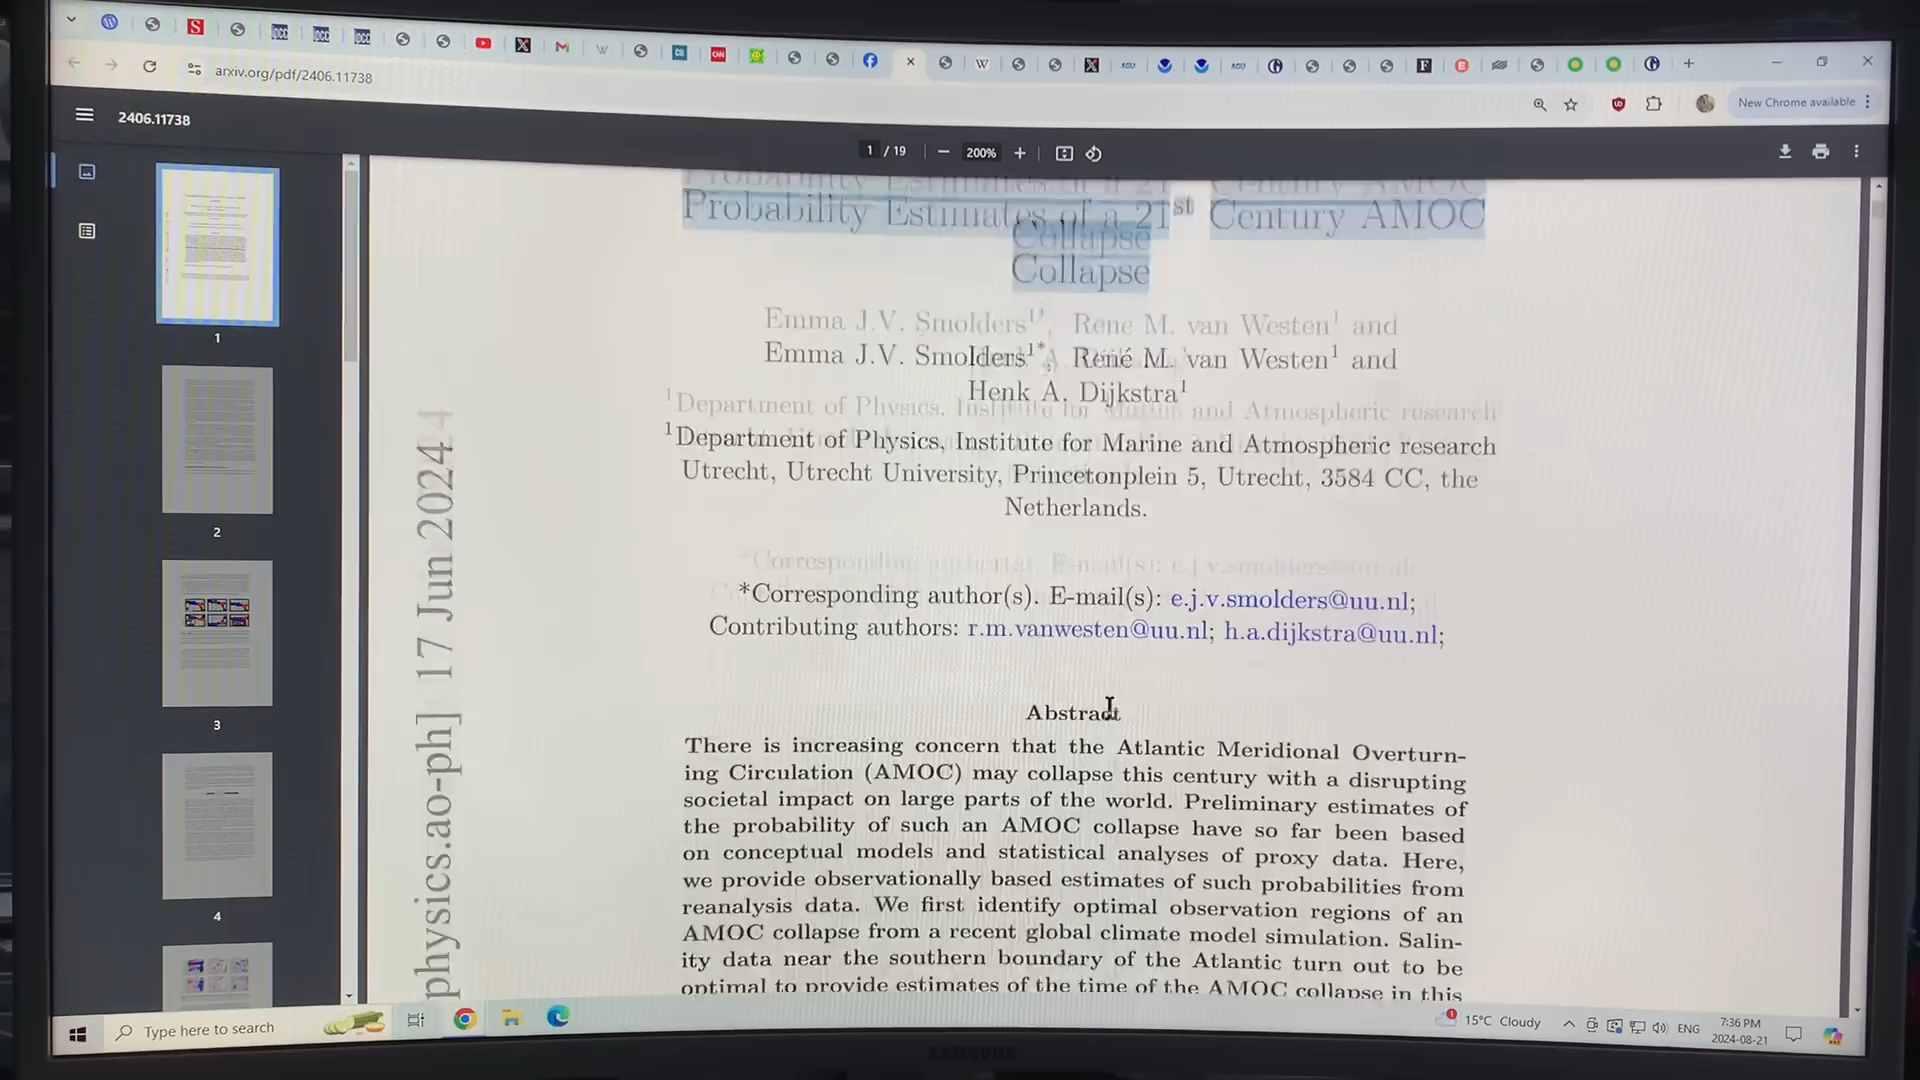 arxiv.org/pdf/2406.11738
New Chrome available
2406.11738
1 / 19
200%
Probability Estimates of a 21st Century AMOC
Collapse
Emma J.V. Smolders1*, René M. van Westen1 and
Henk A. Dijkstra1
1Department of Physics, Institute for Marine and Atmospheric research
Utrecht, Utrecht University, Princetonplein 5, Utrecht, 3584 CC, the
Netherlands.
*Corresponding author(s). E-mail(s): e.j.v.smolders@uu.nl;
Contributing authors: r.m.vanwesten@uu.nl; h.a.dijkstra@uu.nl;
Abstract
There is increasing concern that the Atlantic Meridional Overturn-
ing Circulation (AMOC) may collapse this century with a disrupting
societal impact on large parts of the world. Preliminary estimates of
the probability of such an AMOC collapse have so far been based
on conceptual models and statistical analyses of proxy data. Here,
we provide observationally based estimates of such probabilities from
reanalysis data. We first identify optimal observation regions of an
AMOC collapse from a recent global climate model simulation. Salin-
ity data near the southern boundary of the Atlantic turn out to be
optimal to provide estimates of the time of the AMOC collapse in this
physics.ao-ph] 17 Jun 2024
1
2
3
4
Type here to search
15°C Cloudy
ENG
7:36 PM
2024-08-21
SAMSUNG